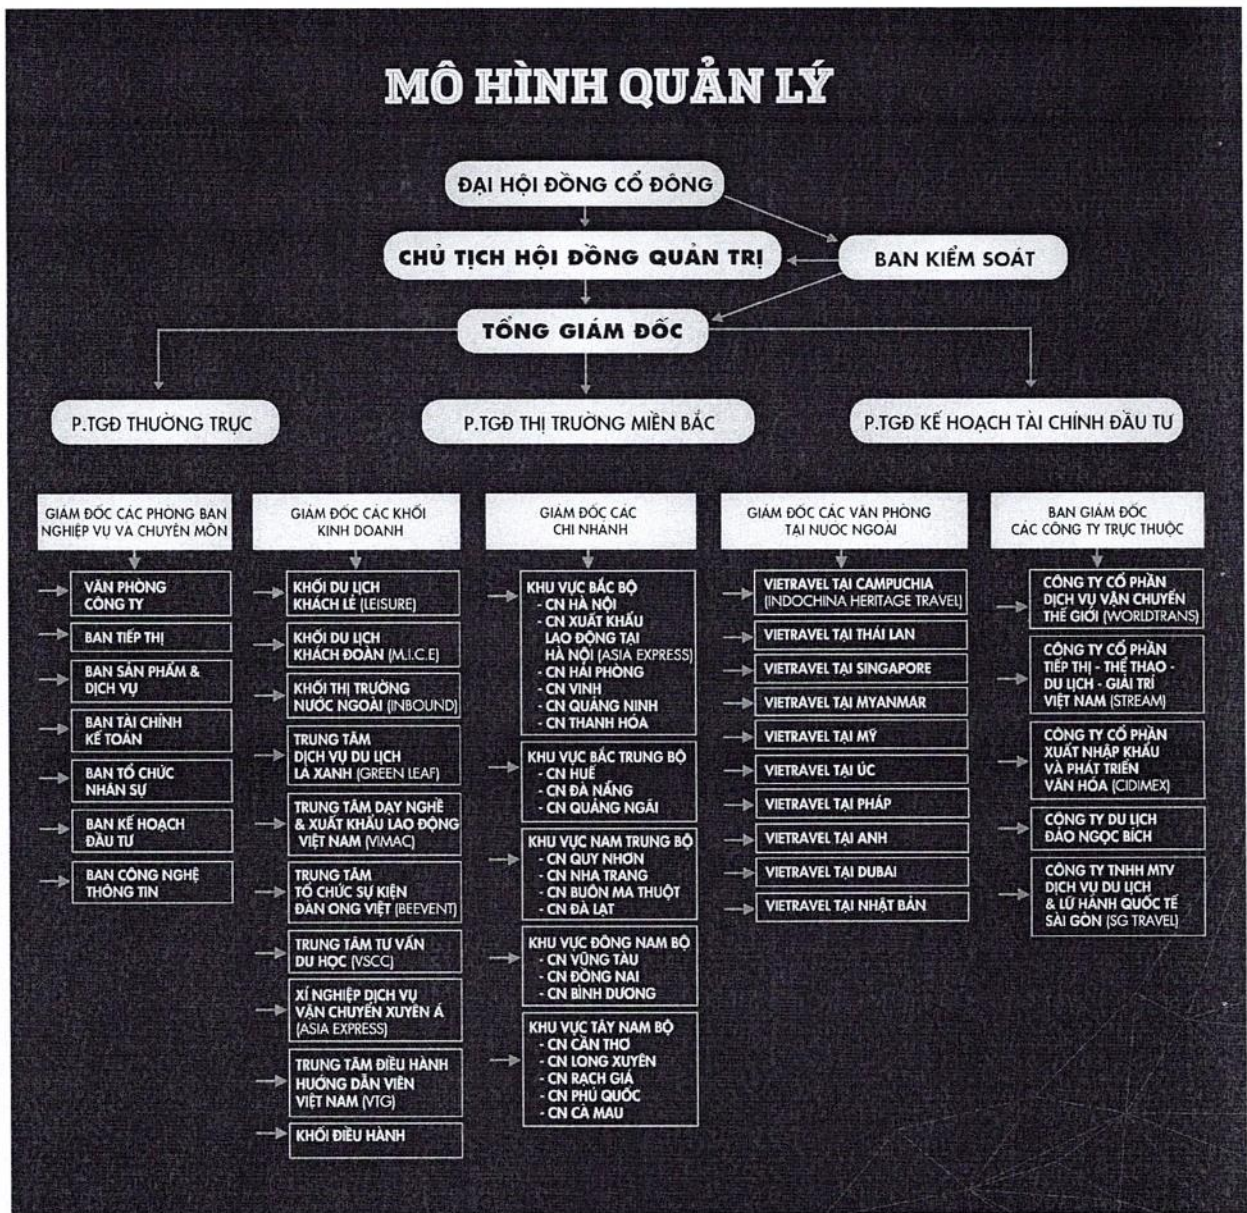 MÔ HÌNH QUẢN LÝ
ĐẠI HỘI ĐỒNG CỔ ĐÔNG
CHỦ TỊCH HỘI ĐỒNG QUẢN TRỊ
BAN KIỂM SOÁT
TỔNG GIÁM ĐỐC
P.TGĐ THƯỜNG TRỰC
P.TGĐ THỊ TRƯỜNG MIỀN BẮC
P.TGĐ KẾ HOẠCH TÀI CHÍNH ĐẦU TƯ
GIÁM ĐỐC CÁC PHÒNG BAN
NGHIỆP VỤ VA CHUYÊN MÔN
VĂN PHÒNG
CÔNG TY
BAN TIẾP THỊ
BAN SẢN PHẨM &
DỊCH VỤ
BAN TÀI CHÍNH
KẾ TOÁN
BAN TỔ CHỨC
NHÂN SỰ
BAN KẾ HOẠCH
ĐẦU TƯ
BAN CÔNG NGHỆ
THÔNG TIN
GIÁM ĐỐC CÁC KHỐI
KINH DOANH
KHỐI DU LỊCH
KHÁCH LẺ (LEISURE)
KHỐI DU LỊCH
KHÁCH ĐOÀN (M.I.C.E)
KHỐI THỊ TRƯỜNG
NƯỚC NGOÀI (INBOUND)
TRUNG TÂM
DỊCH VỤ DU LỊCH
LÁ XANH (GREEN LEAF)
TRUNG TÂM DẠY NGHỀ
& XUẤT KHẨU LAO ĐỘNG
VIỆT NAM (VIMAC)
TRUNG TÂM
TỔ CHỨC SỰ KIỆN
ĐÀN ONG VIỆT (BEEVENT)
TRUNG TÂM TƯ VẤN
DU HỌC (VSCC)
XÍ NGHIỆP DỊCH VỤ
VẬN CHUYỂN XUYÊN Á
(ASIA EXPRESS)
TRUNG TÂM ĐIỀU HÀNH
HƯỚNG DẪN VIÊN
VIỆT NAM (VTG)
KHỐI ĐIỀU HÀNH
GIÁM ĐỐC CÁC
CHI NHÁNH
KHU VỰC BẮC BỘ
- CN HÀ NỘI
- CN XUẤT KHẨU
LAO ĐỘNG TẠI
HÀ NỘI (ASIA EXPRESS)
- CN HẢI PHÒNG
- CN VINH
- CN QUẢNG NINH
- CN THANH HÓA
KHU VỰC BẮC TRUNG BỘ
- CN HUẾ
- CN ĐÀ NẴNG
- CN QUẢNG NGÃI
KHU VỰC NAM TRUNG BỘ
- CN QUY NHƠN
- CN NHA TRANG
- CN BUÔN MA THUỘT
- CN ĐÀ LẠT
KHU VỰC ĐÔNG NAM BỘ
- CN VŨNG TÀU
- CN ĐỒNG NAI
- CN BÌNH DƯƠNG
KHU VỰC TÂY NAM BỘ
- CN CẦN THƠ
- CN LONG XUYÊN
- CN RẠCH GIÁ
- CN PHÚ QUỐC
- CN CÀ MAU
GIÁM ĐỐC CÁC VĂN PHÒNG
TẠI NƯỚC NGOÀI
VIETRAVEL TẠI CAMPUCHIA
(INDOCHINA HERITAGE TRAVEL)
VIETRAVEL TẠI THÁI LAN
VIETRAVEL TẠI SINGAPORE
VIETRAVEL TẠI MYANMAR
VIETRAVEL TẠI MỸ
VIETRAVEL TẠI ÚC
VIETRAVEL TẠI PHÁP
VIETRAVEL TẠI ANH
VIETRAVEL TẠI DUBAI
VIETRAVEL TẠI NHẬT BẢN
BAN GIÁM ĐỐC
CÁC CÔNG TY TRỰC THUỘC
CÔNG TY CỔ PHẦN
DỊCH VỤ VẬN CHUYỂN
THẾ GIỚI (WORLDTRANS)
CÔNG TY CỔ PHẦN
TIẾP THỊ - THỂ THAO -
DU LỊCH - GIẢI TRÍ
VIỆT NAM (STREAM)
CÔNG TY CỔ PHẦN
XUẤT NHẬP KHẨU
VÀ PHÁT TRIỂN
VĂN HÓA (CIDIMEX)
CÔNG TY DU LỊCH
ĐẢO NGỌC BÍCH
CÔNG TY TNHH MTV
DỊCH VỤ DU LỊCH
& LỮ HÀNH QUỐC TẾ
SÀI GÒN (SG TRAVEL)